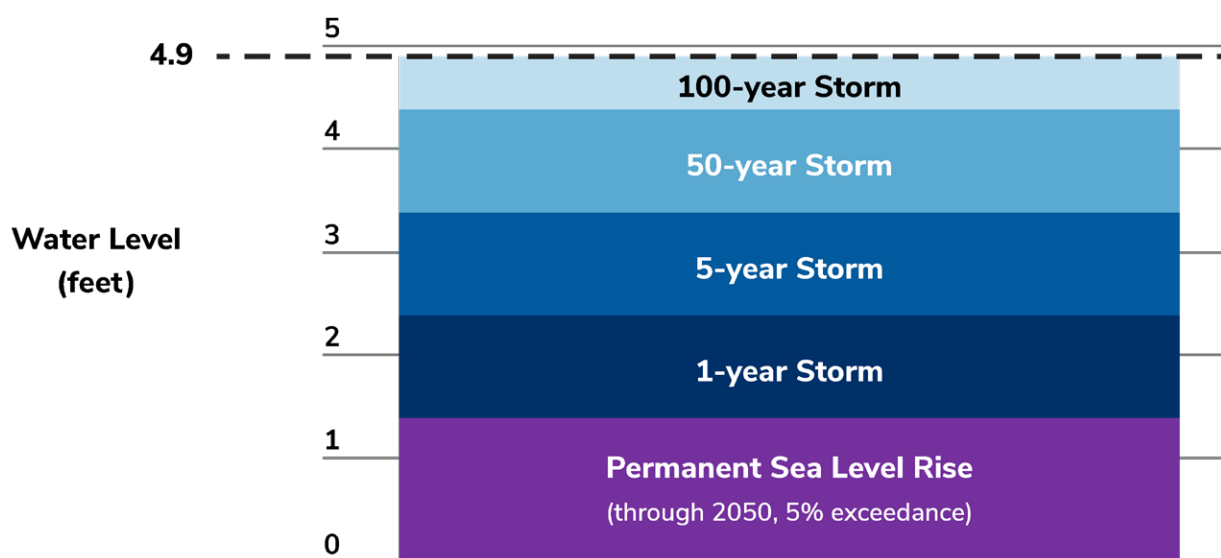 5
4.9
100-year Storm
4
50-year Storm
Water Level
(feet)
3
5-year Storm
2
1-year Storm
1
Permanent Sea Level Rise
(through 2050, 5% exceedance)
0